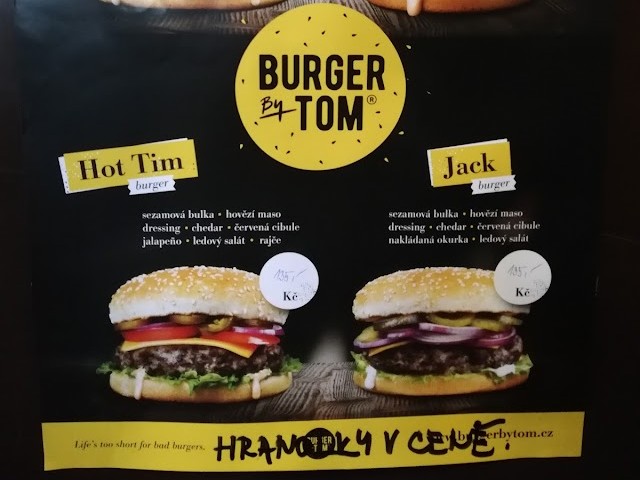 BURGER
By TOM®
Hot Tim
burger
sezamová bulka • hovězí maso
dressing • chedar • červená cibule
jalapeño • ledový salát • rajče
Kč
Jack
burger
sezamová bulka • hovězí maso
dressing • chedar • červená cibule
nakládaná okurka • ledový salát
Kč
Life's too short for bad burgers.
HRANOLKY V CENĚ!